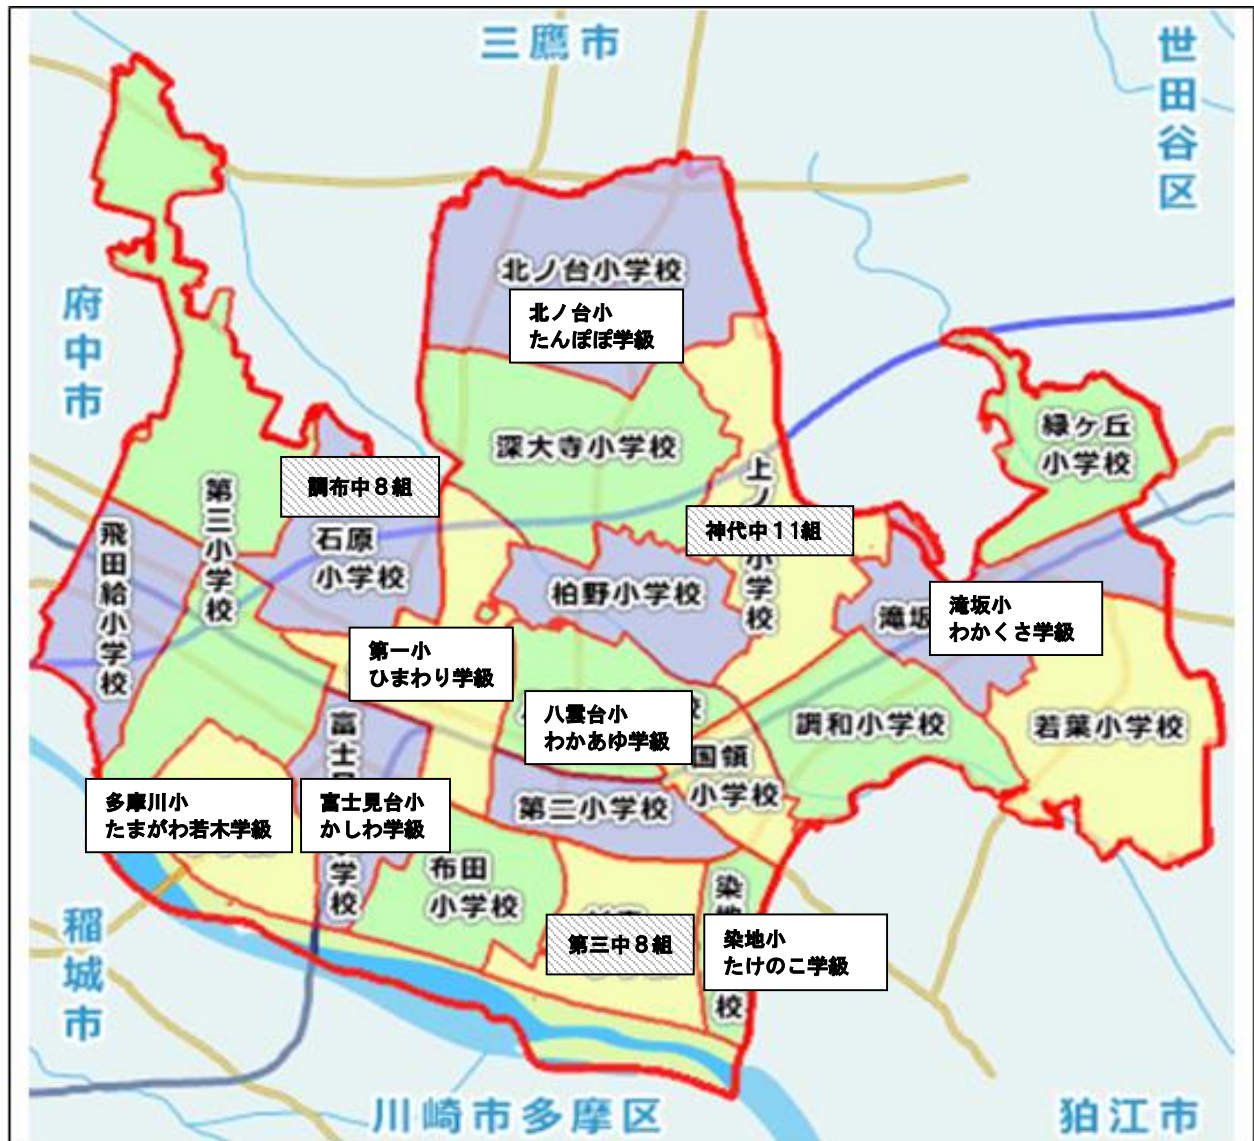 三鷹市
世田谷区
府中市
北ノ台小学校
北ノ台小
たんぽぽ学級
深大寺小学校
緑ヶ丘
小学校
調布中8組
第三小学校
石原
小学校
飛田給小学校
神代中11組
上ノ
小学校
柏野小学校
滝坂
滝坂小
わかくさ学級
第一小
ひまわり学級
八雲台小
わかあゆ学級
調和小学校
若葉小学校
国領
小学校
第二小学校
富士見
学校
多摩川小
たまがわ若木学級
富士見台小
かしわ学級
布田
小学校
第三中8組
染地
校
染地小
たけのこ学級
稲城市
川崎市多摩区
狛江市